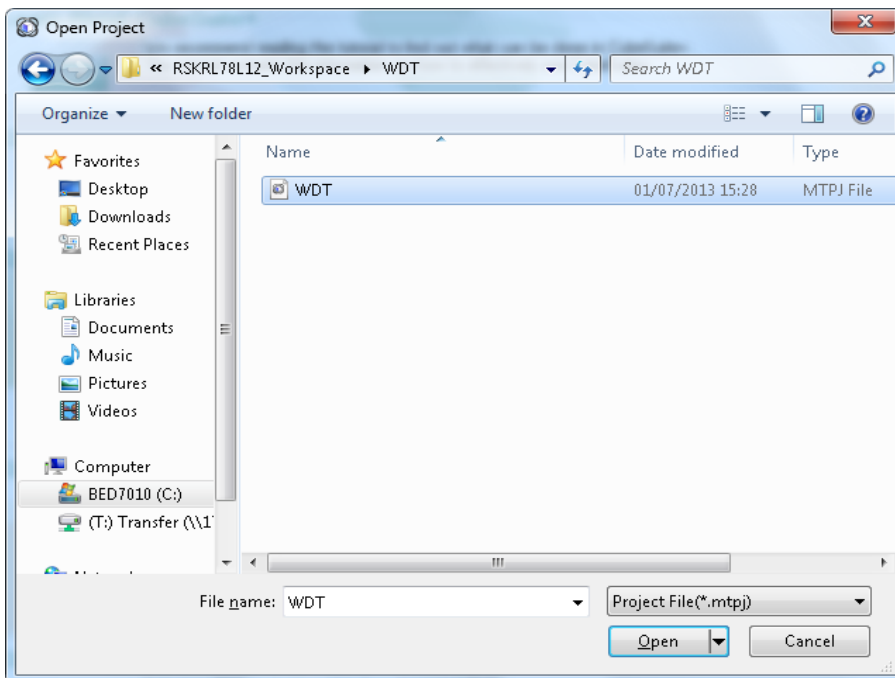 Open Project
« RSKRL78L12_Workspace ▸ WDT
Search WDT
Organize
New folder
Name
Date modified
Type
WDT
01/07/2013 15:28
MTPJ File
Favorites
Desktop
Downloads
Recent Places
Libraries
Documents
Music
Pictures
Videos
Computer
BED7010 (C:)
(T:) Transfer (\\1
File name: WDT
Project File(*.mtpj)
Open
Cancel